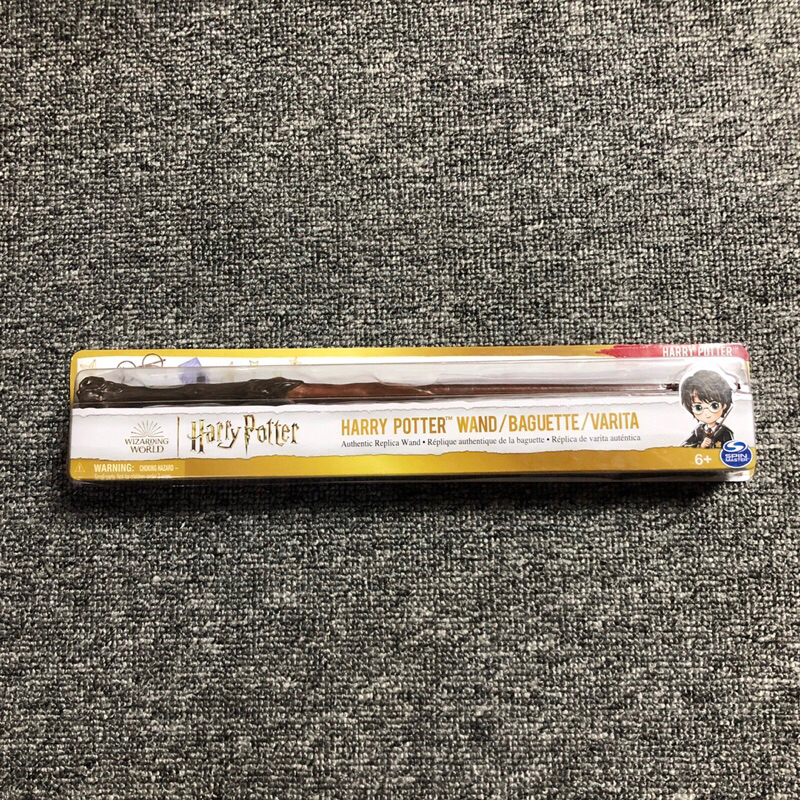 HARRY POTTER™
WIZARDING
WORLD
Harry Potter
HARRY POTTER™ WAND/BAGUETTE/VARITA
Authentic Replica Wand • Réplique authentique de la baguette • Réplica de varita auténtica
WARNING: CHOKING HAZARD –
6+
SPIN
MASTER